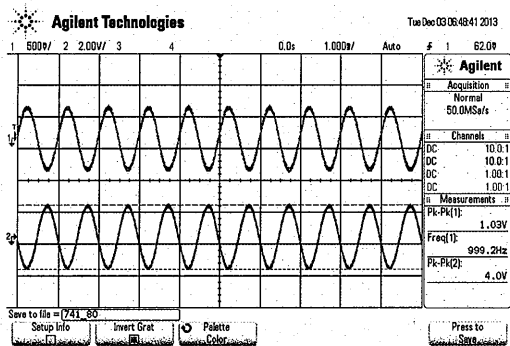 Agilent Technologies
Tue Dec 03 06:48:41 2013
1 500V/ 2 2.00V/ 3 4 0.0s 1.000s/ Auto 1 62.0V
Agilent
Acquisition
Normal
50.0MSa/s
Channels
DC 10.0:1
DC 10.0:1
DC 1.00:1
DC 1.00:1
Measurements
Pk-Pk(1):
1.03V
Freq(1):
999.2Hz
Pk-Pk(2):
4.0V
Save to file = 741_80
Setup Info
Invert Grat
Palette
Color
Press to
Save